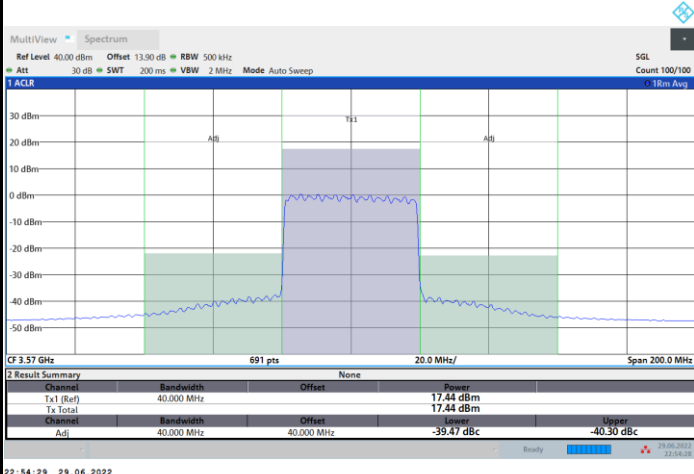 MultiView Spectrum
Ref Level 40.00 dBm Offset 13.90 dB RBW 500 kHz SGL
Att 30 dB SWT 200 ms VBW 2 MHz Mode Auto Sweep Count 100/100
1 ACLR 1Rm Avg
30 dBm
Tx1
20 dBm
Adj Adj
10 dBm
0 dBm
-10 dBm
-20 dBm
-30 dBm
-40 dBm
-50 dBm
CF 3.57 GHz 691 pts 20.0 MHz/ Span 200.0 MHz
2 Result Summary None
Channel Bandwidth Offset Power
Tx1 (Ref) 40.000 MHz 17.44 dBm
Tx Total 17.44 dBm
Channel Bandwidth Offset Lower Upper
Adj 40.000 MHz 40.000 MHz -39.47 dBc -40.30 dBc
Ready 29.06.2022
22:54:28
22:54:29 29.06.2022